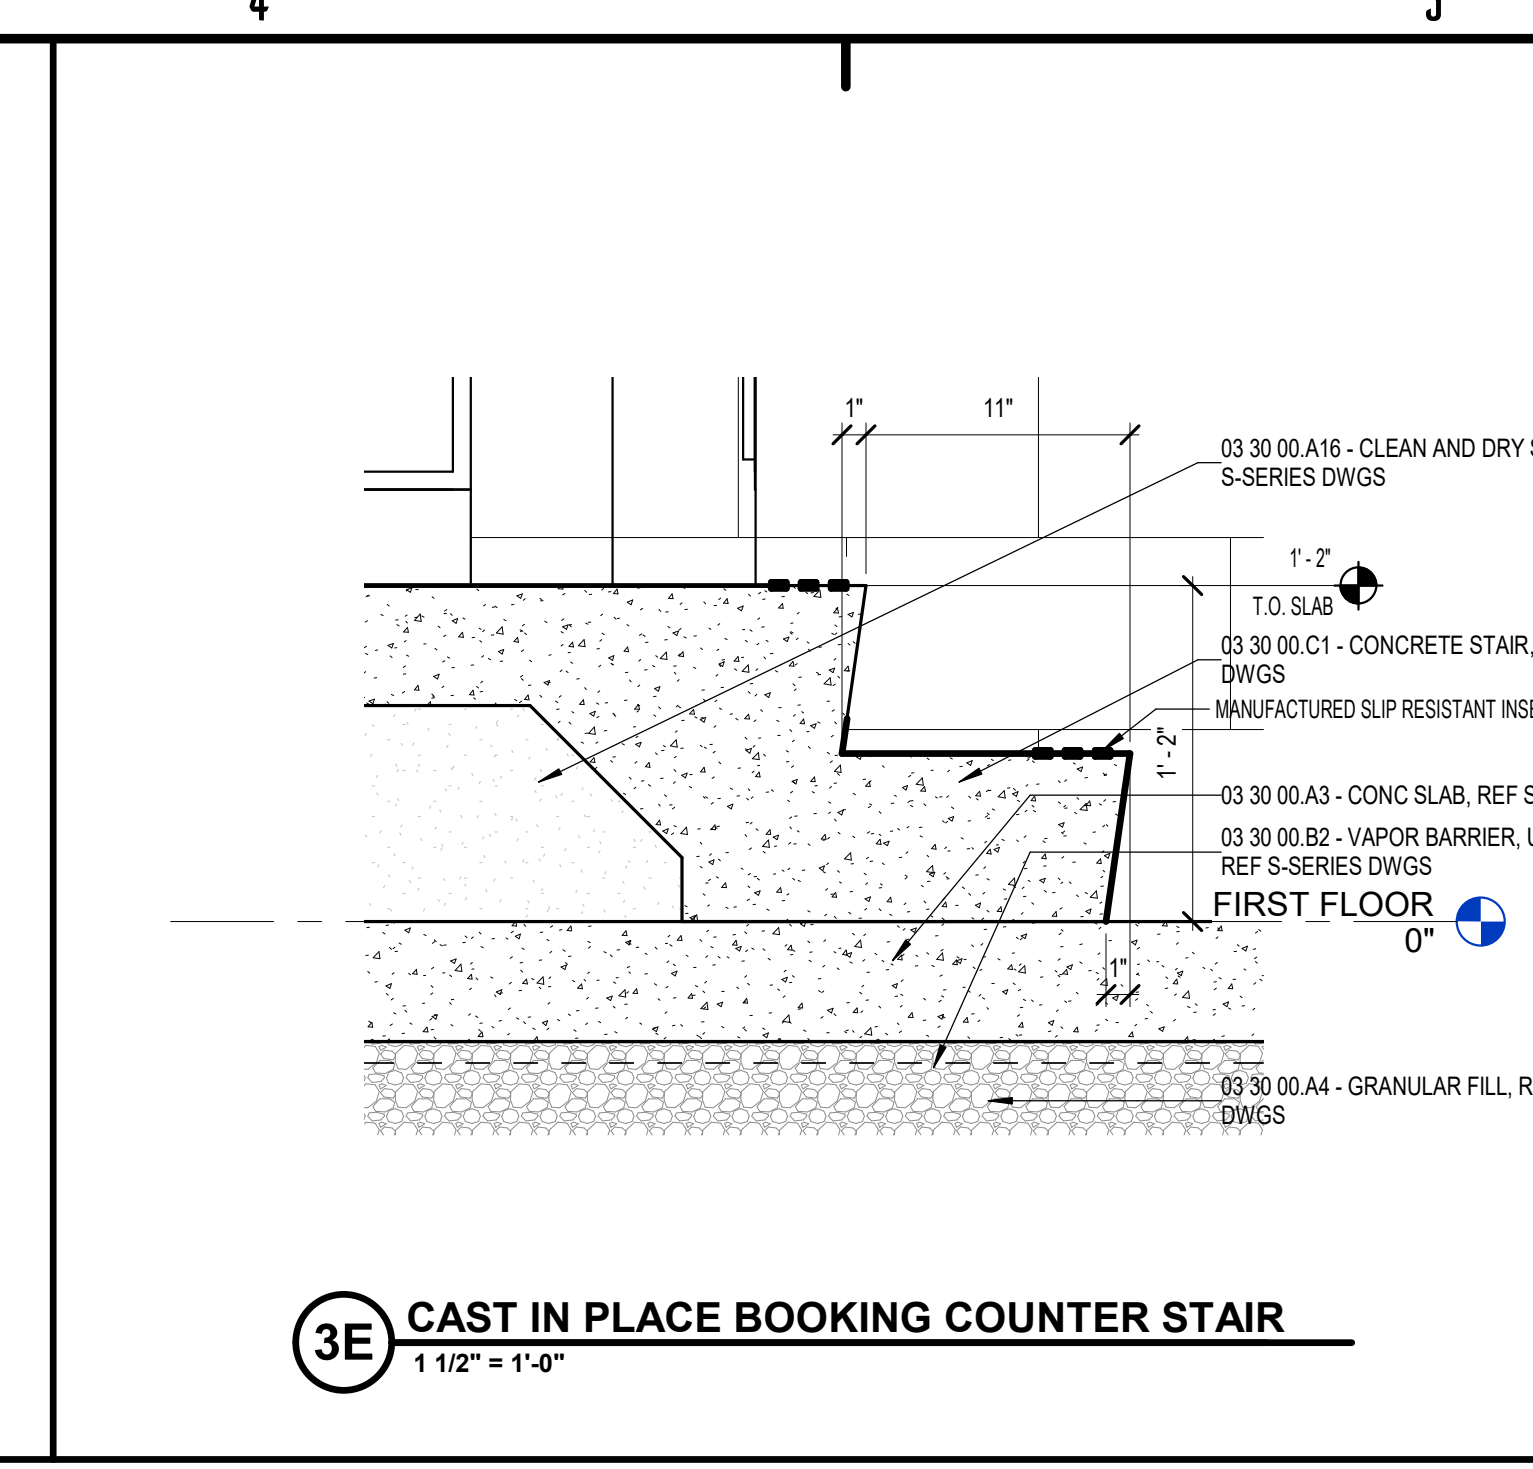 4
1"
11"
03 30 00.A16 - CLEAN AND DRY
S-SERIES DWGS
1' - 2"
T.O. SLAB
03 30 00.C1 - CONCRETE STAIR,
DWGS
MANUFACTURED SLIP RESISTANT
1' - 2"
03 30 00.A3 - CONC SLAB, REF S
03 30 00.B2 - VAPOR BARRIER,
REF S-SERIES DWGS
FIRST FLOOR
0"
1"
03 30 00.A4 - GRANULAR FILL,
DWGS
3E
CAST IN PLACE BOOKING COUNTER STAIR
1 1/2" = 1'-0"